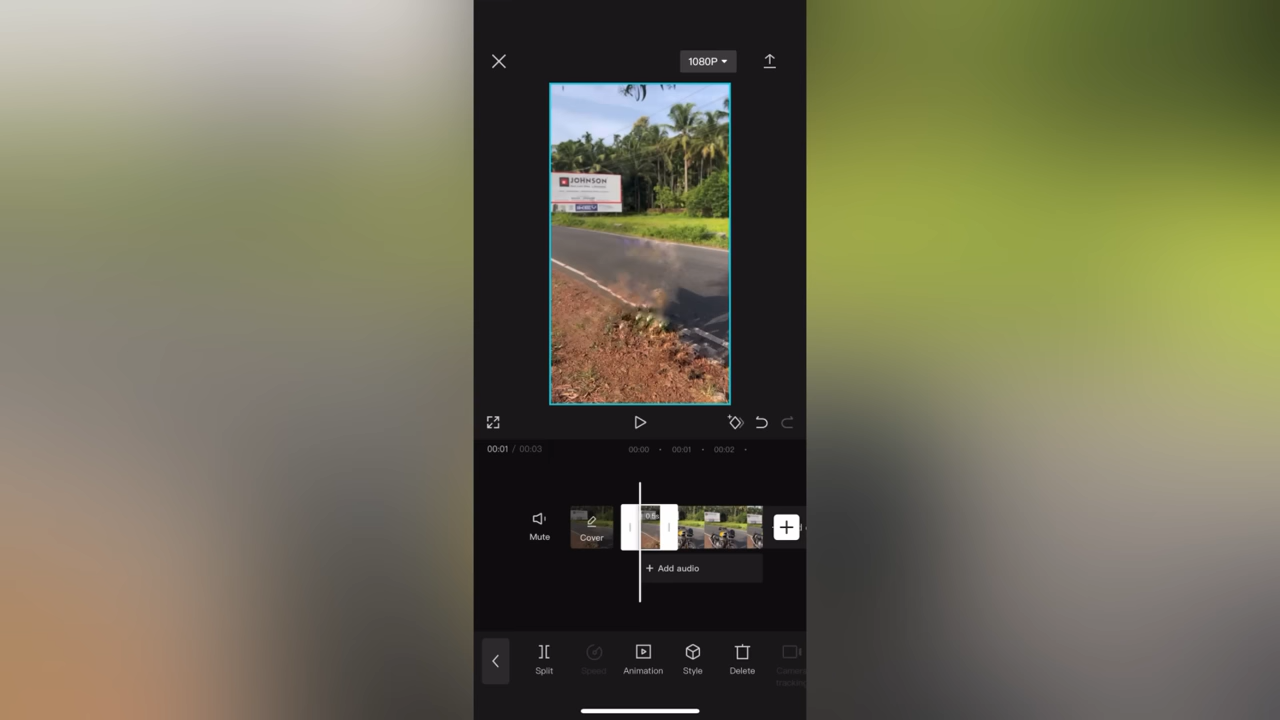 1080P
JOHNSON
00:01 / 00:03
00:00
00:01
00:02
Mute
Cover
Add audio
Split
Speed
Animation
Style
Delete